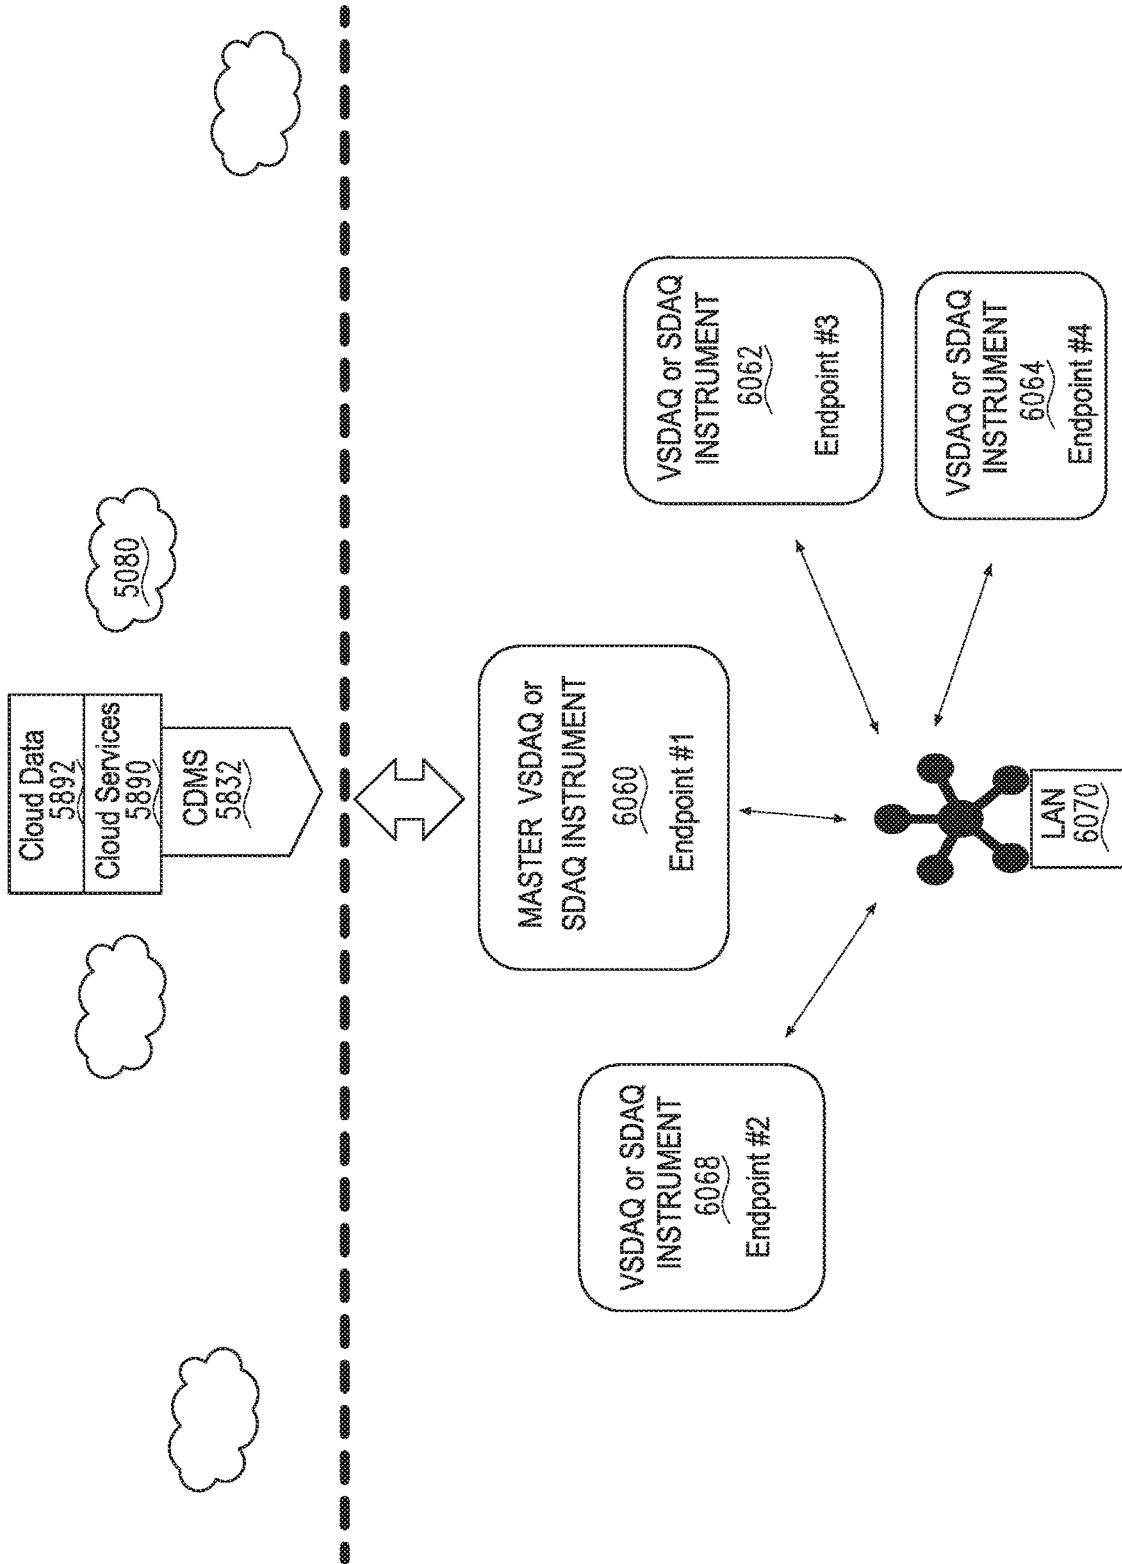 Cloud Data
5892
Cloud Services
5890
CDMS
5832
5080
MASTER VSDAQ or
SDAQ INSTRUMENT
6060
Endpoint #1
VSDAQ or SDAQ
INSTRUMENT
6068
Endpoint #2
VSDAQ or SDAQ
INSTRUMENT
6062
Endpoint #3
VSDAQ or SDAQ
INSTRUMENT
6064
Endpoint #4
LAN
6070